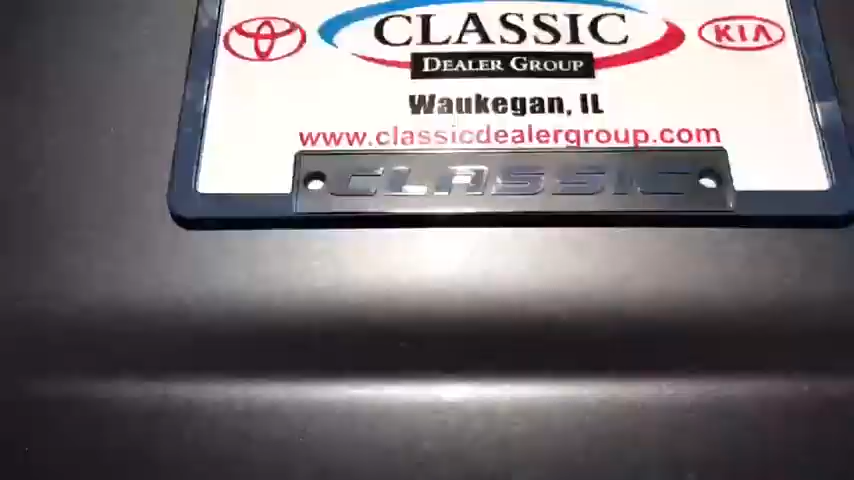 CLASSIC
KIA
DEALER GROUP
Waukegan, IL
www.classicdealergroup.com
CLASSIC